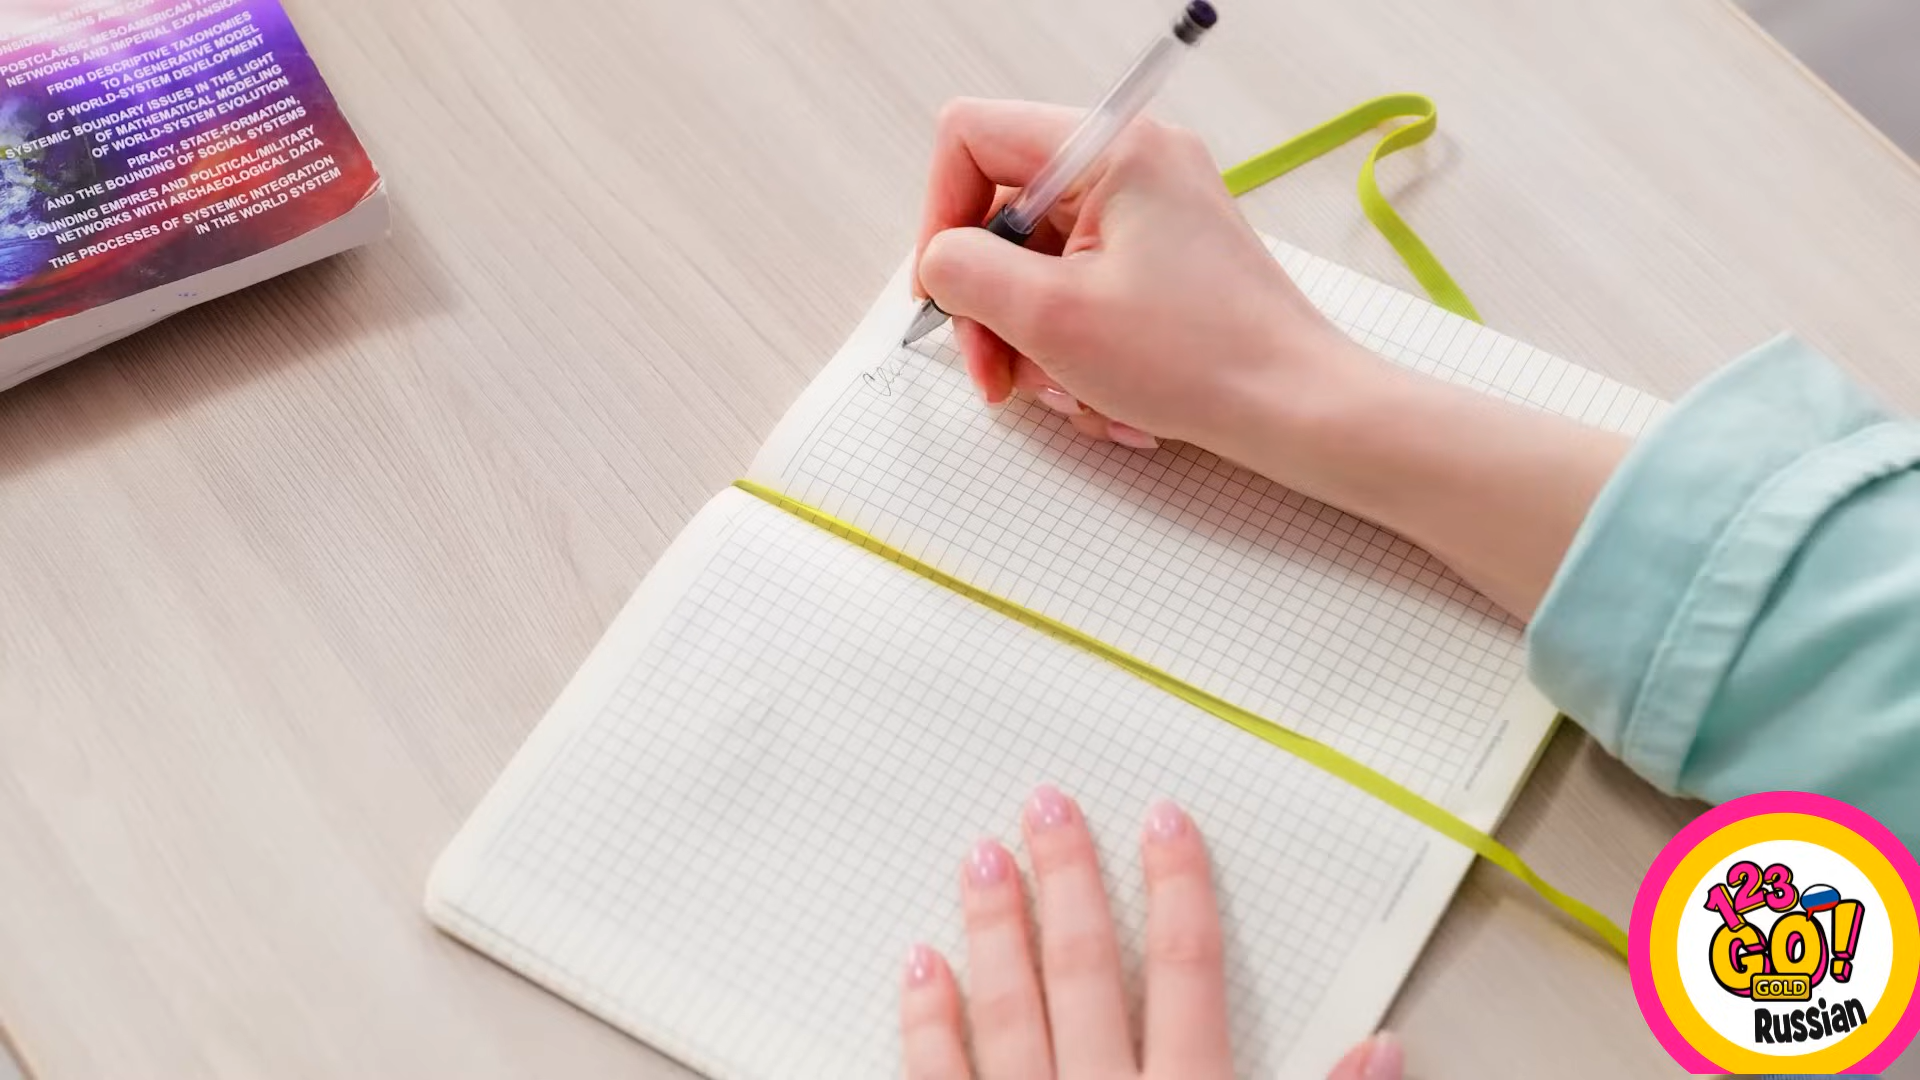 POSTCLASSIC MESOAMERICAN
NETWORKS AND IMPERIAL EXPANSION
FROM DESCRIPTIVE TAXONOMIES
TO A GENERATIVE MODEL
OF WORLD-SYSTEM DEVELOPMENT
SYSTEMIC BOUNDARY ISSUES IN THE LIGHT
OF MATHEMATICAL MODELING
OF WORLD-SYSTEM EVOLUTION
PIRACY, STATE-FORMATION,
AND THE BOUNDING OF SOCIAL SYSTEMS
BOUNDING EMPIRES AND POLITICAL/MILITARY
NETWORKS WITH ARCHAEOLOGICAL DATA
THE PROCESSES OF SYSTEMIC INTEGRATION
IN THE WORLD SYSTEM
123
GO!
GOLD
Russian